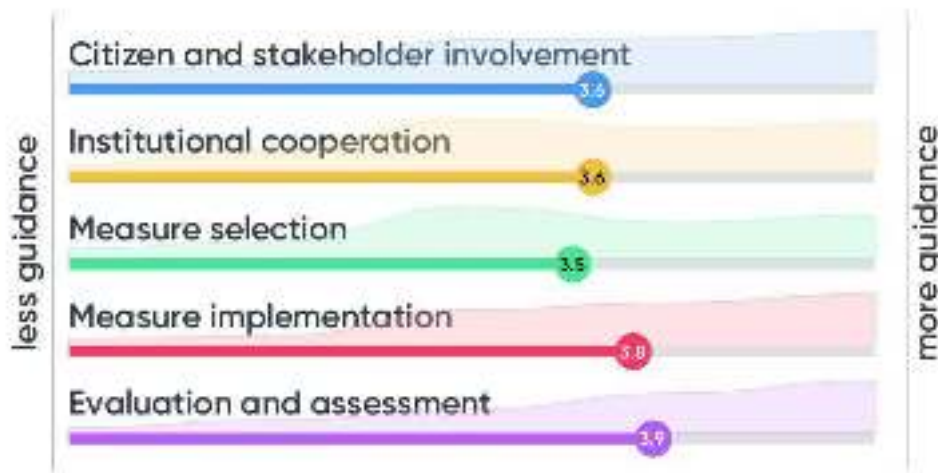 Citizen and stakeholder involvement
3.6
Institutional cooperation
3.6
Measure selection
3.5
Measure implementation
3.8
Evaluation and assessment
3.9
less guidance
more guidance